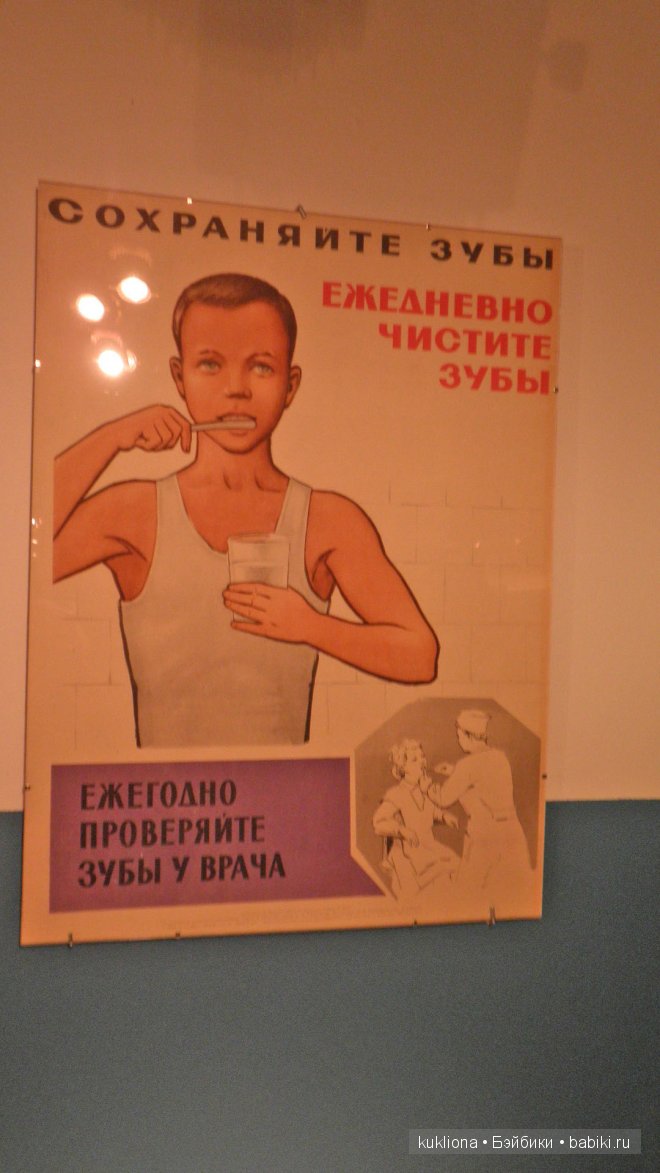 СОХРАНЯЙТЕ ЗУБЫ
ЕЖЕДНЕВНО
ЧИСТИТЕ
ЗУБЫ
ЕЖЕГОДНО
ПРОВЕРЯЙТЕ
ЗУБЫ У ВРАЧА
kukliona • Бэйбики • babiki.ru